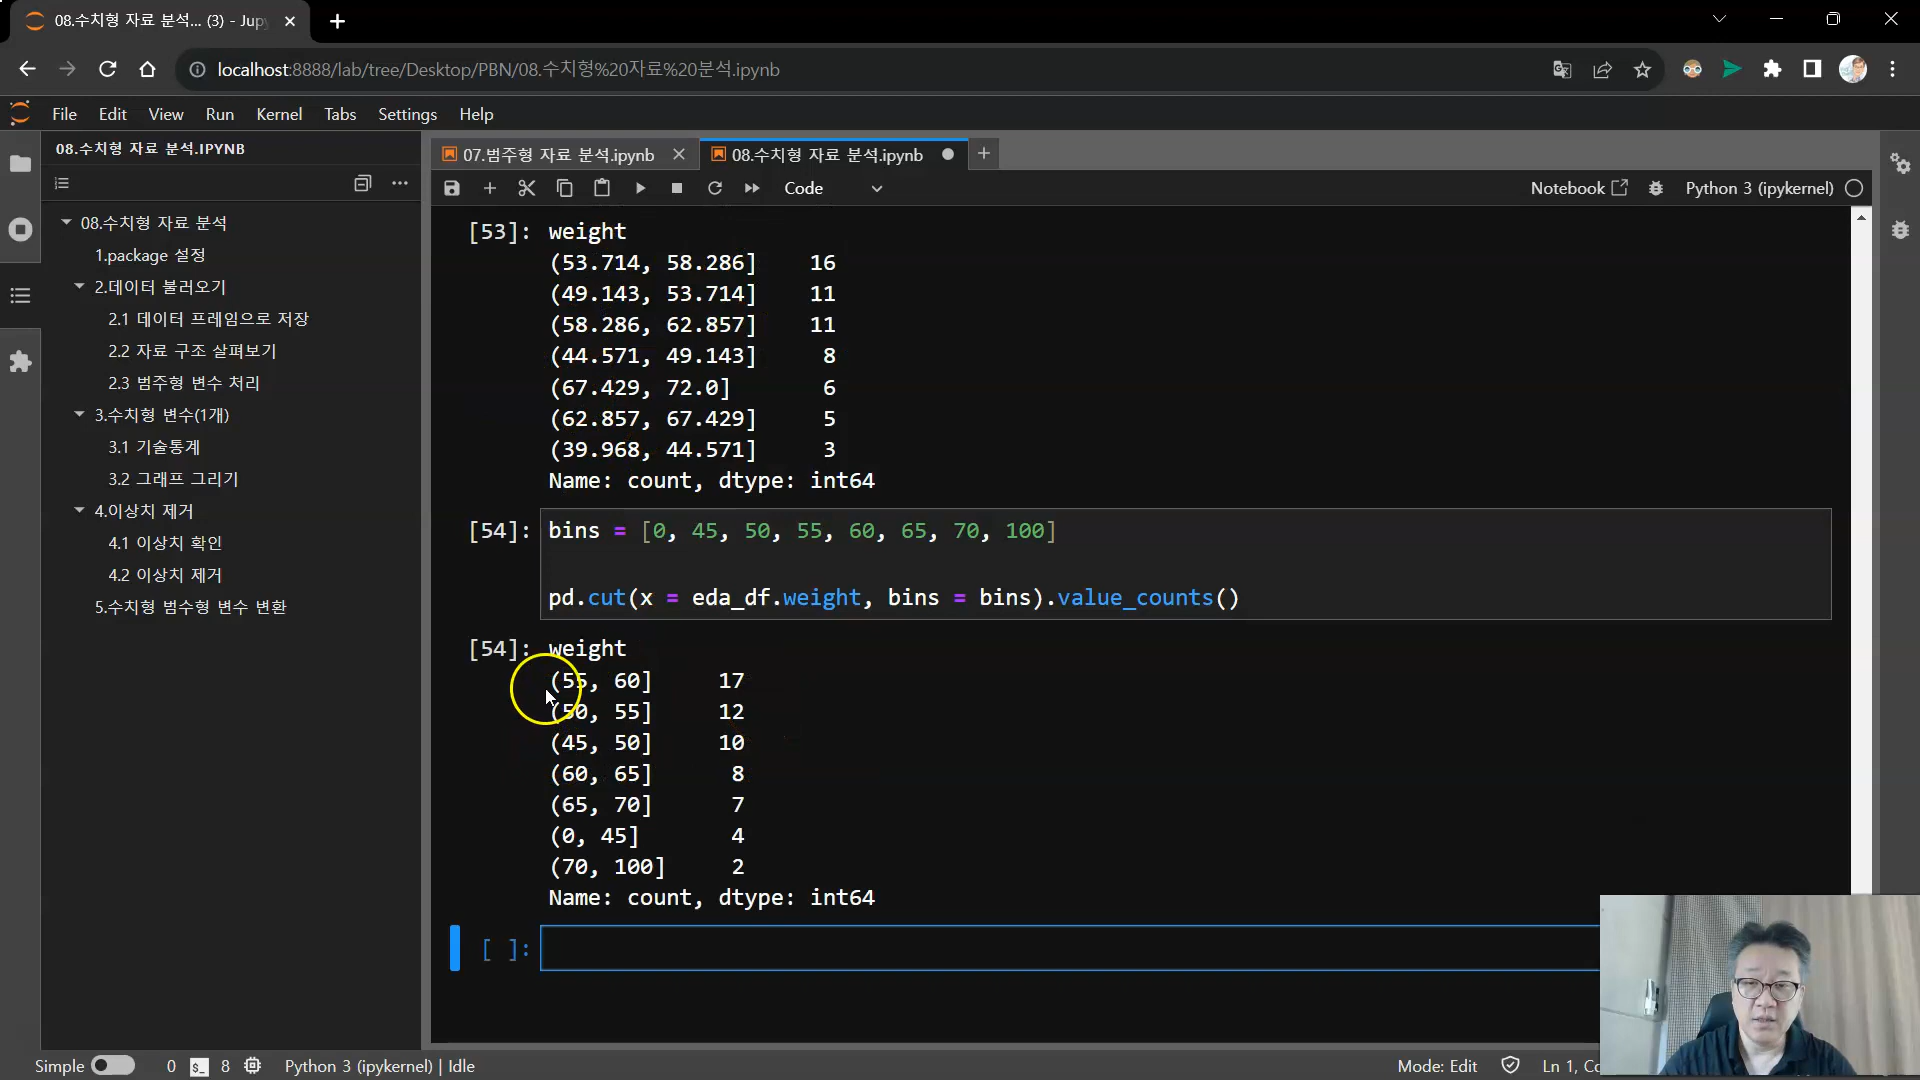 08.수치형 자료 분석... (3) - Jupy
localhost:8888/lab/tree/Desktop/PBN/08.수치형%20자료%20분석.ipynb
File Edit View Run Kernel Tabs Settings Help
08.수치형 자료 분석.IPYNB
08.수치형 자료 분석
1.package 설정
2.데이터 불러오기
2.1 데이터 프레임으로 저장
2.2 자료 구조 살펴보기
2.3 범주형 변수 처리
3.수치형 변수(1개)
3.1 기술통계
3.2 그래프 그리기
4.이상치 제거
4.1 이상치 확인
4.2 이상치 제거
5.수치형 범수형 변수 변환
07.범주형 자료 분석.ipynb 08.수치형 자료 분석.ipynb
Code Notebook Python 3 (ipykernel)
[53]: weight
(53.714, 58.286] 16
(49.143, 53.714] 11
(58.286, 62.857] 11
(44.571, 49.143] 8
(67.429, 72.0] 6
(62.857, 67.429] 5
(39.968, 44.571] 3
Name: count, dtype: int64
[54]: bins = [0, 45, 50, 55, 60, 65, 70, 100]
pd.cut(x = eda_df.weight, bins = bins).value_counts()
[54]: weight
(55, 60] 17
(50, 55] 12
(45, 50] 10
(60, 65] 8
(65, 70] 7
(0, 45] 4
(70, 100] 2
Name: count, dtype: int64
[ ]:
Simple 0 8 Python 3 (ipykernel) | Idle Mode: Edit Ln 1,